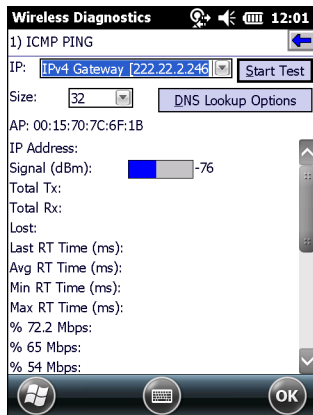 Wireless Diagnostics 12:01
1) ICMP PING
IP: IPv4 Gateway [222.22.2.246 Start Test
Size: 32 DNS Lookup Options
AP: 00:15:70:7C:6F:1B
IP Address:
Signal (dBm): -76
Total Tx:
Total Rx:
Lost:
Last RT Time (ms):
Avg RT Time (ms):
Min RT Time (ms):
Max RT Time (ms):
% 72.2 Mbps:
% 65 Mbps:
% 54 Mbps:
OK